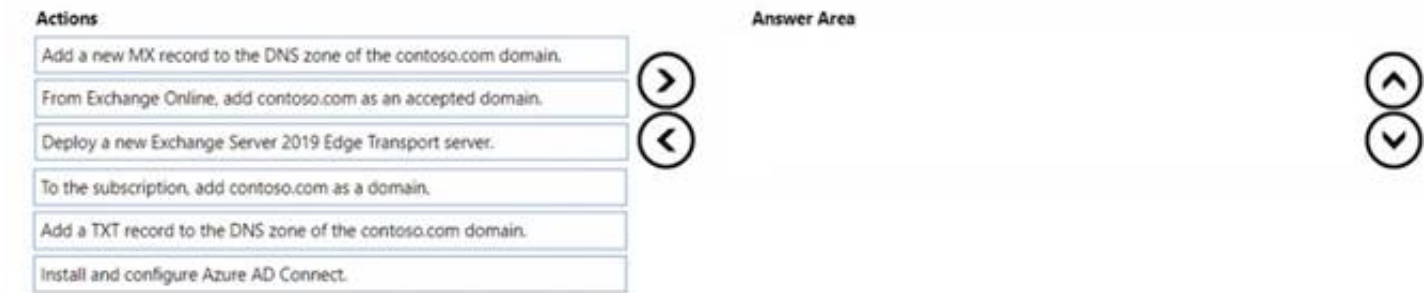 Actions
Answer Area
Add a new MX record to the DNS zone of the contoso.com domain.
From Exchange Online, add contoso.com as an accepted domain.
Deploy a new Exchange Server 2019 Edge Transport server.
To the subscription, add contoso.com as a domain.
Add a TXT record to the DNS zone of the contoso.com domain.
Install and configure Azure AD Connect.